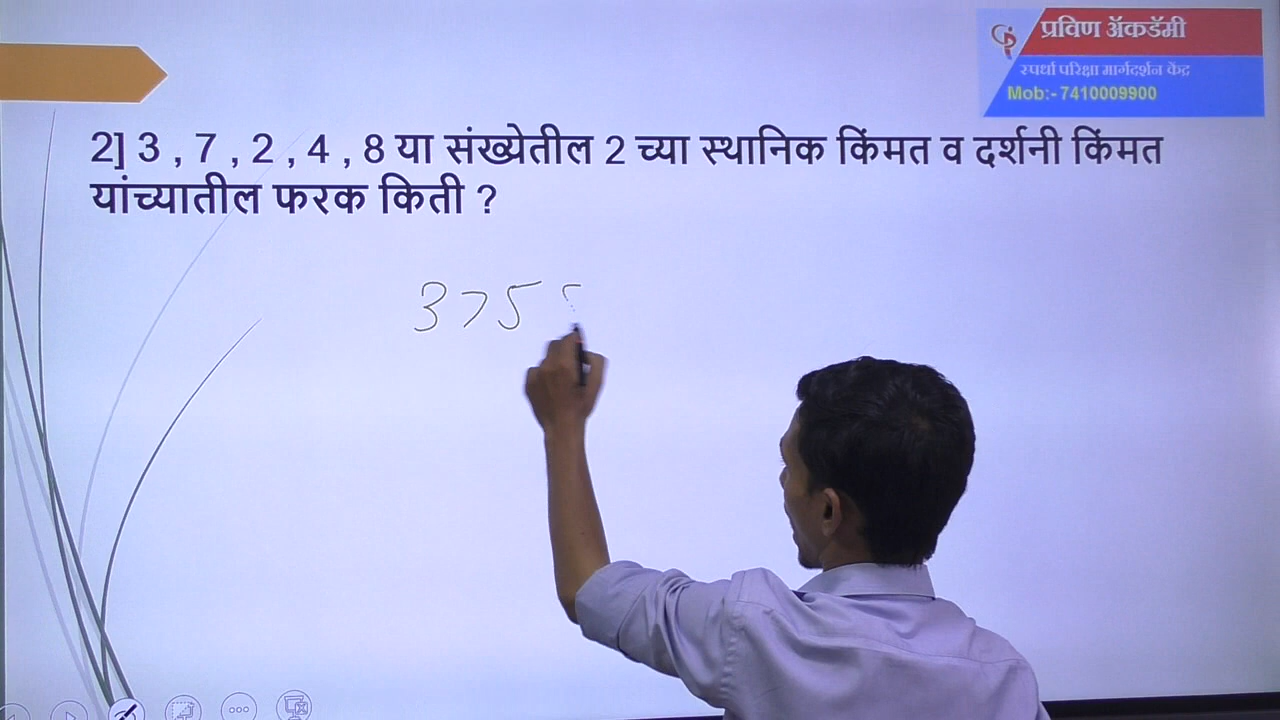 प्रविण ॲकडॅमी
स्पर्धा परिक्षा मार्गदर्शन केंद्र
Mob:- 7410009900
2] 3 , 7 , 2 , 4 , 8 या संख्येतील 2 च्या स्थानिक किंमत व दर्शनी किंमत
यांच्यातील फरक किती ?
375